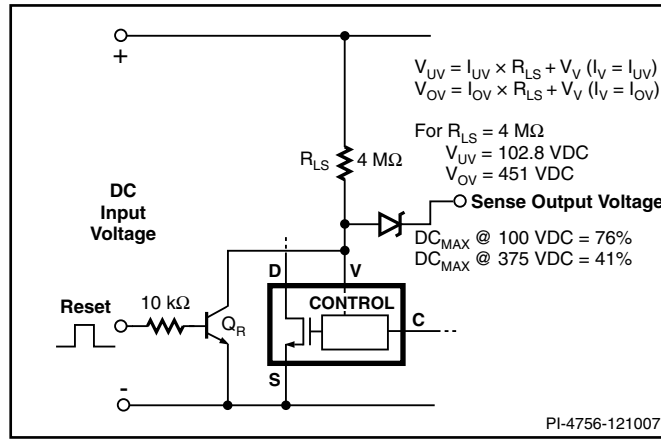 +
V_UV = I_UV × R_LS + V_V (I_V = I_UV)
V_OV = I_OV × R_LS + V_V (I_V = I_OV)
For R_LS = 4 MΩ
V_UV = 102.8 VDC
V_OV = 451 VDC
R_LS
4 MΩ
DC
Input
Voltage
Sense Output Voltage
DC_MAX @ 100 VDC = 76%
DC_MAX @ 375 VDC = 41%
D
V
CONTROL
Reset
10 kΩ
Q_R
C
S
-
PI-4756-121007